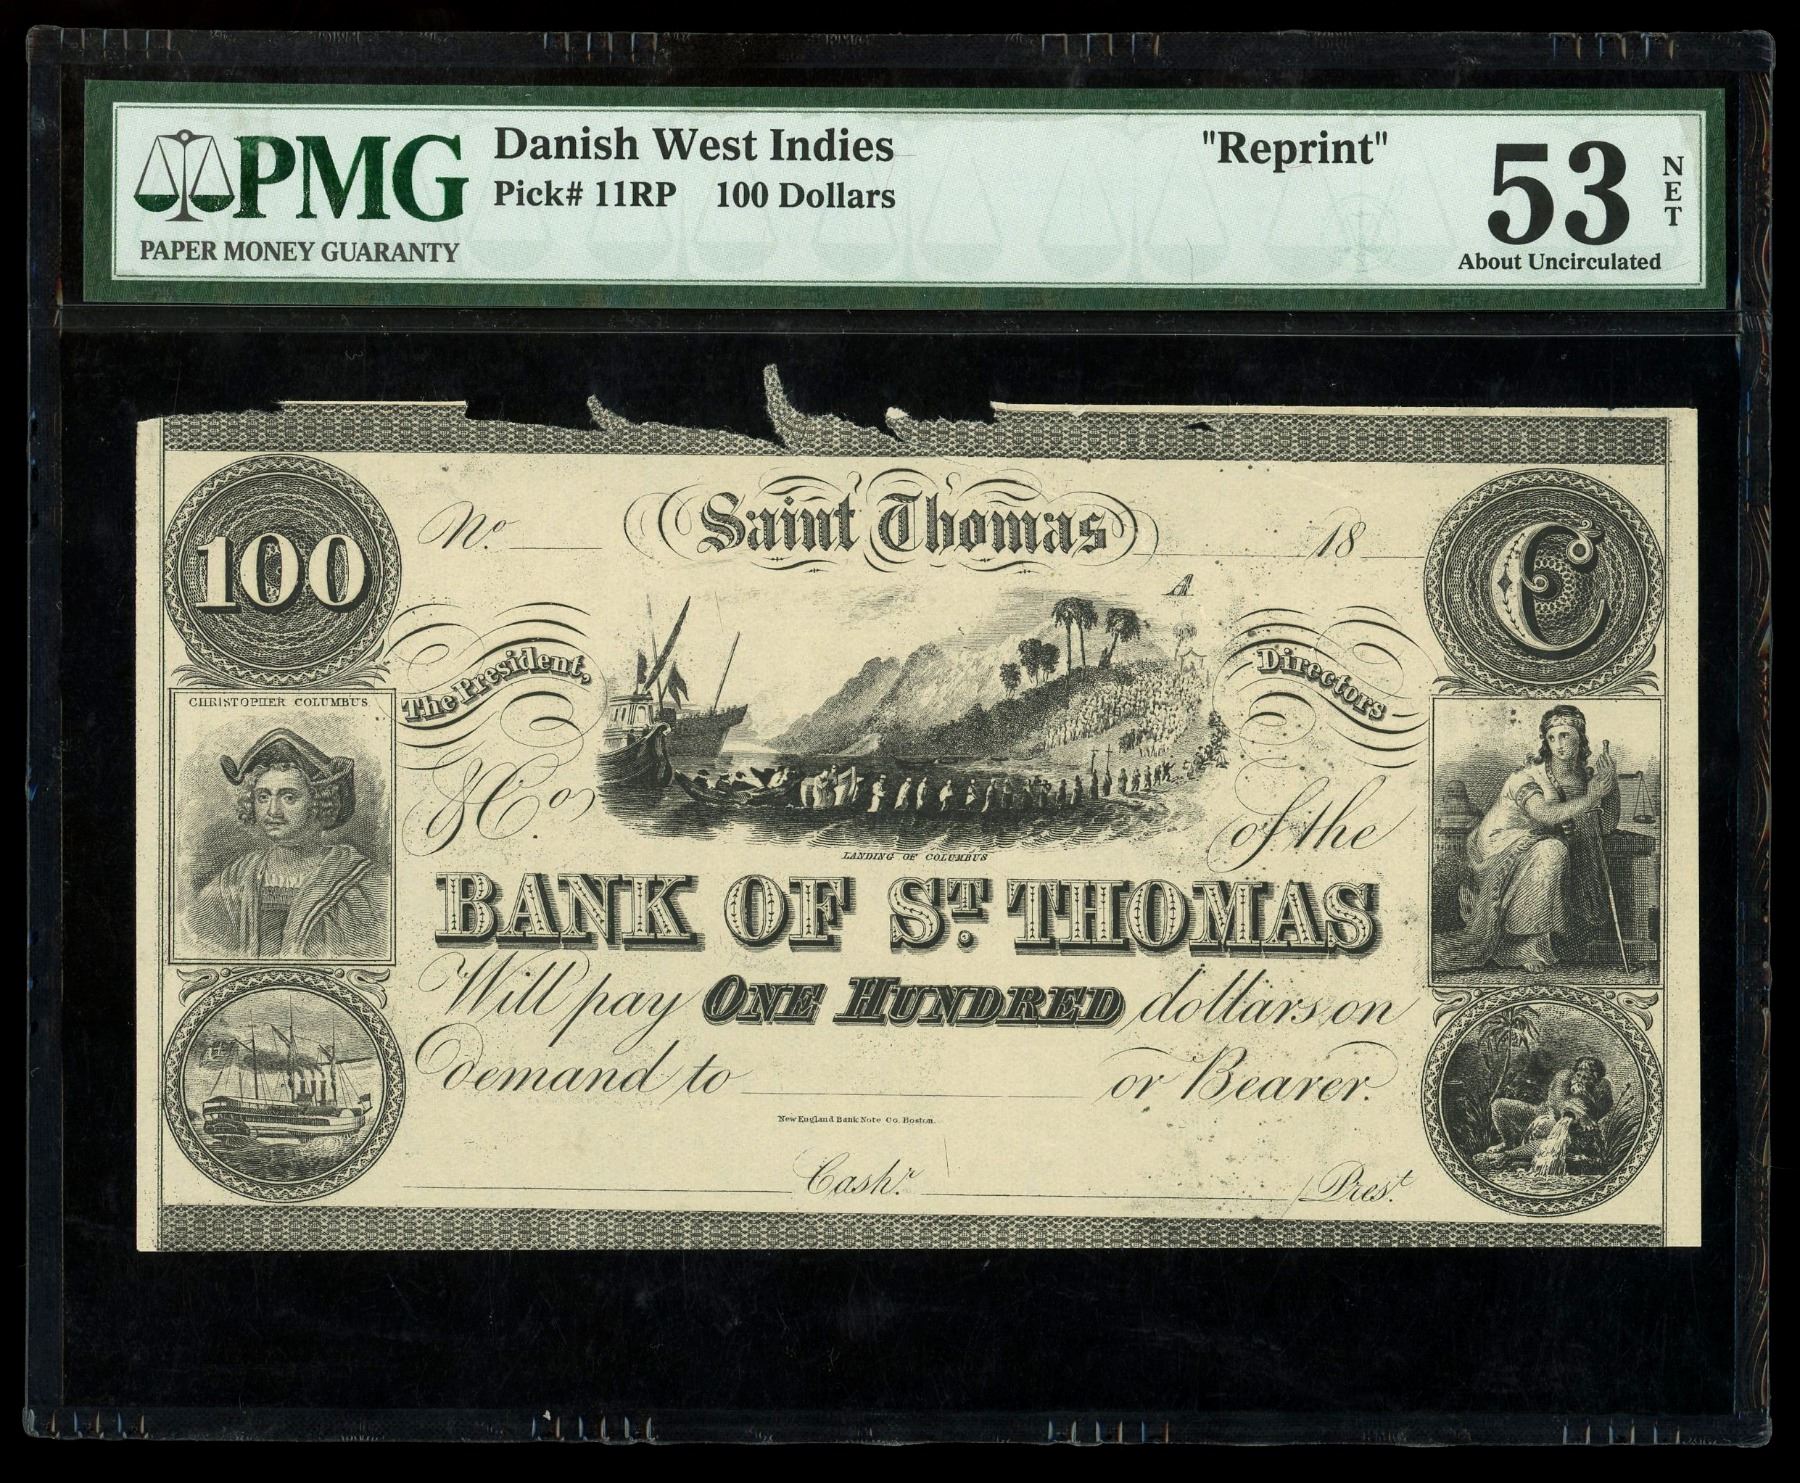 PMG
PAPER MONEY GUARANTY
Danish West Indies
Pick# 11RP 100 Dollars
"Reprint"
53
NET
About Uncirculated
No. Saint Thomas 18
A
100
C
The President, Directors
CHRISTOPHER COLUMBUS
& Co. of the
LANDING OF COLUMBUS
BANK OF ST. THOMAS
Will pay ONE HUNDRED dollars on
demand to or Bearer.
New England Bank Note Co. Boston.
Cashr. Prest.